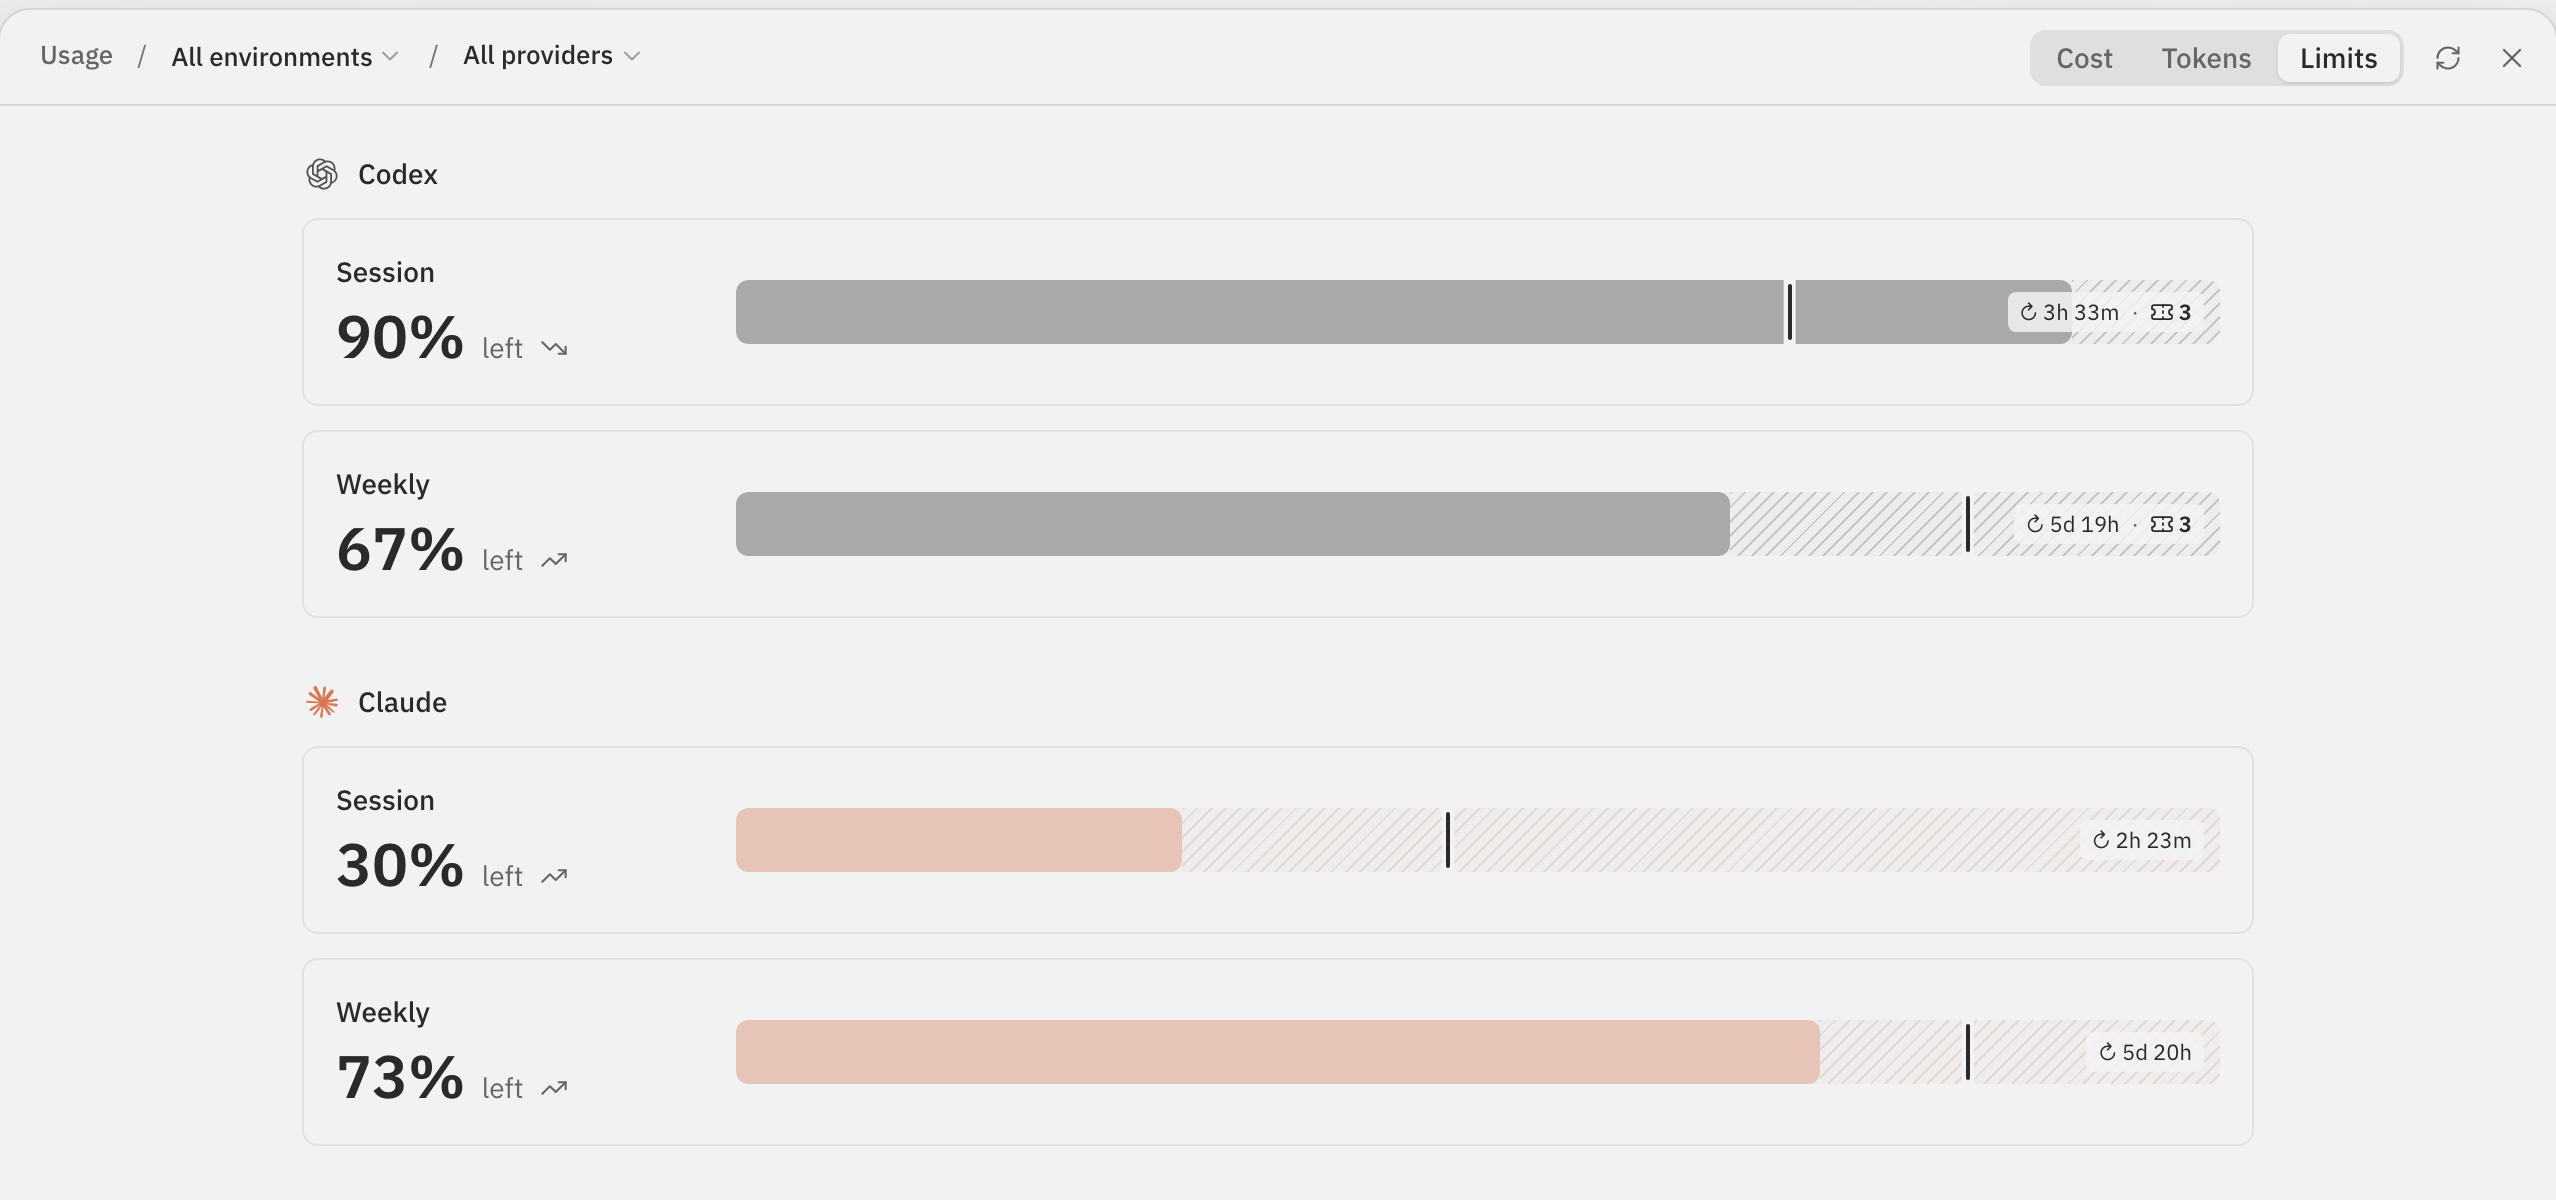 Usage / All environments / All providers
Cost Tokens Limits
Codex
Session
90% left
3h 33m · 3
Weekly
67% left
5d 19h · 3
Claude
Session
30% left
2h 23m
Weekly
73% left
5d 20h